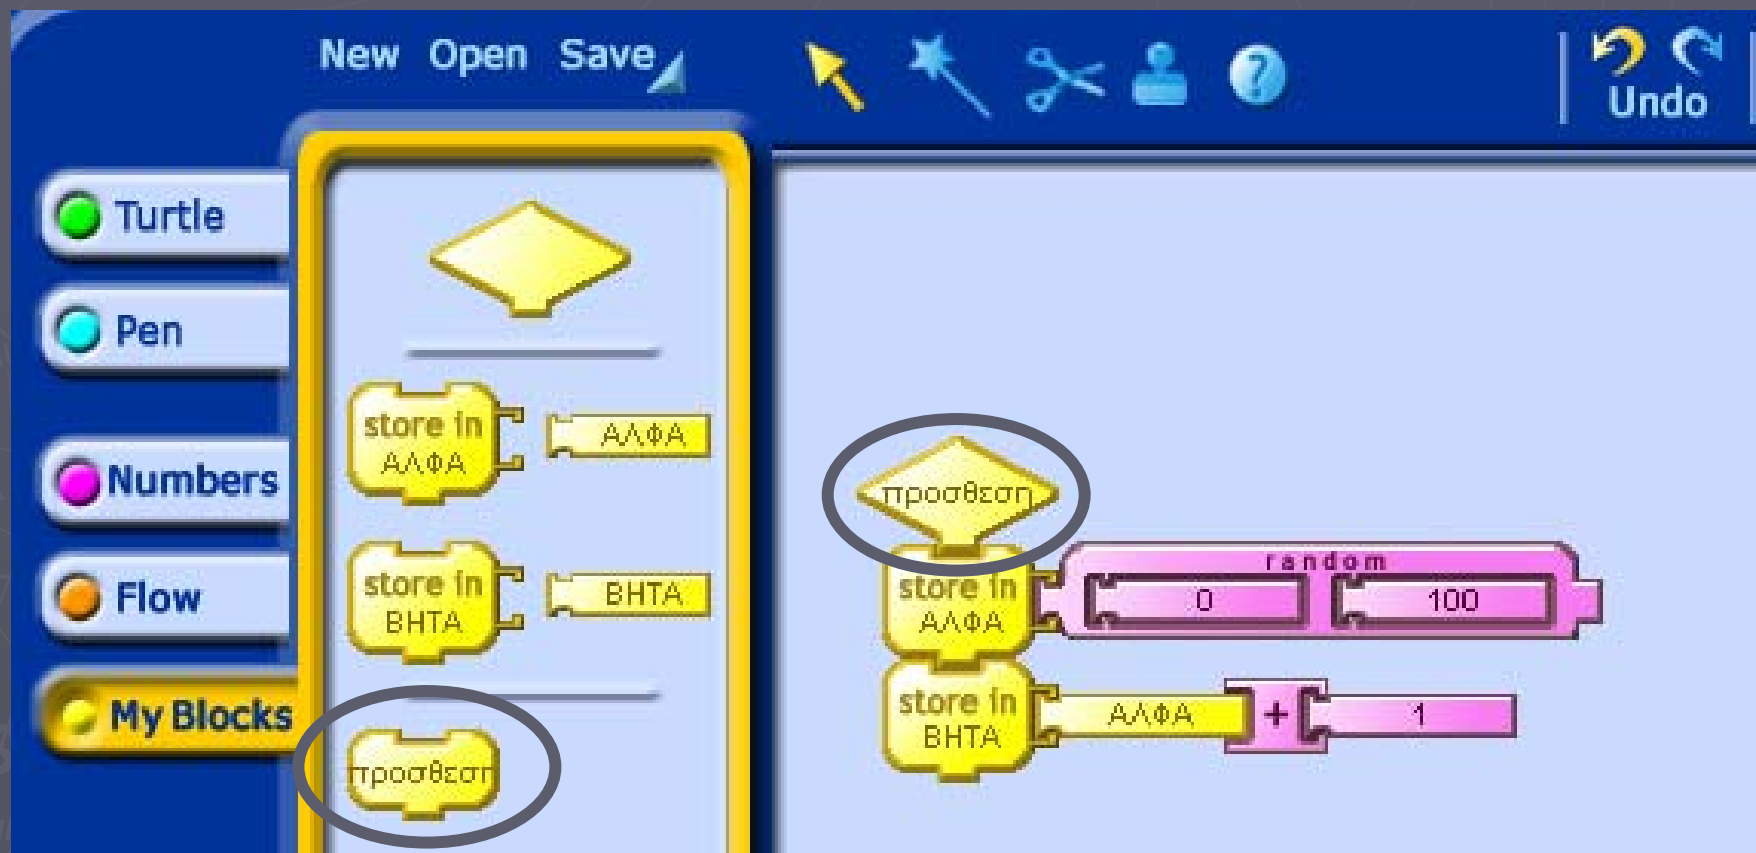 New Open Save
?
Undo
Turtle
Pen
Numbers
Flow
My Blocks
store in
ΑΛΦΑ
ΑΛΦΑ
store in
ΒΗΤΑ
ΒΗΤΑ
προσθεση
προσθεση
store in
ΑΛΦΑ
random
0
100
store in
ΒΗΤΑ
ΑΛΦΑ + 1